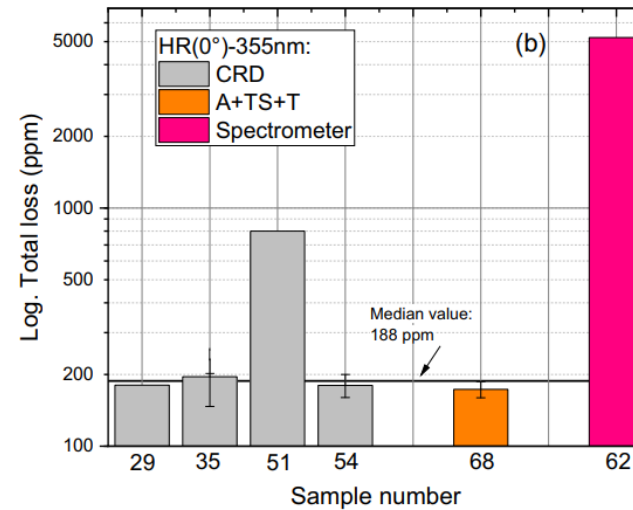 HR(0°)-355nm:
CRD
A+TS+T
Spectrometer
(b)
Log. Total loss (ppm)
5000
2000
1000
500
200
100
Median value:
188 ppm
29 35 51 54 68 62
Sample number